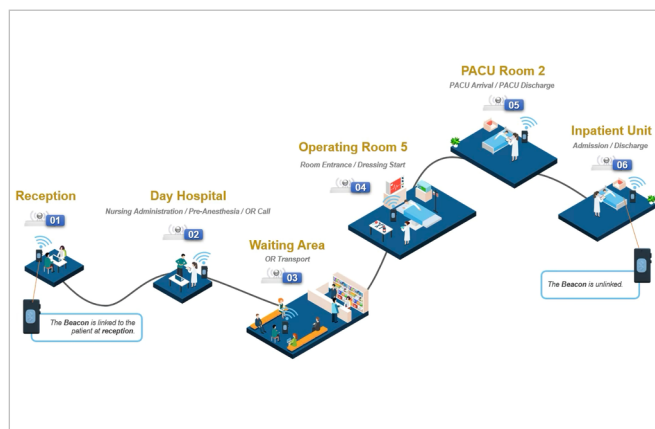 Reception
01
The Beacon is linked to the
patient at reception.
Day Hospital
Nursing Administration / Pre-Anesthesia / OR Call
02
Waiting Area
OR Transport
03
Operating Room 5
Room Entrance / Dressing Start
04
PACU Room 2
PACU Arrival / PACU Discharge
05
Inpatient Unit
Admission / Discharge
06
The Beacon is unlinked.